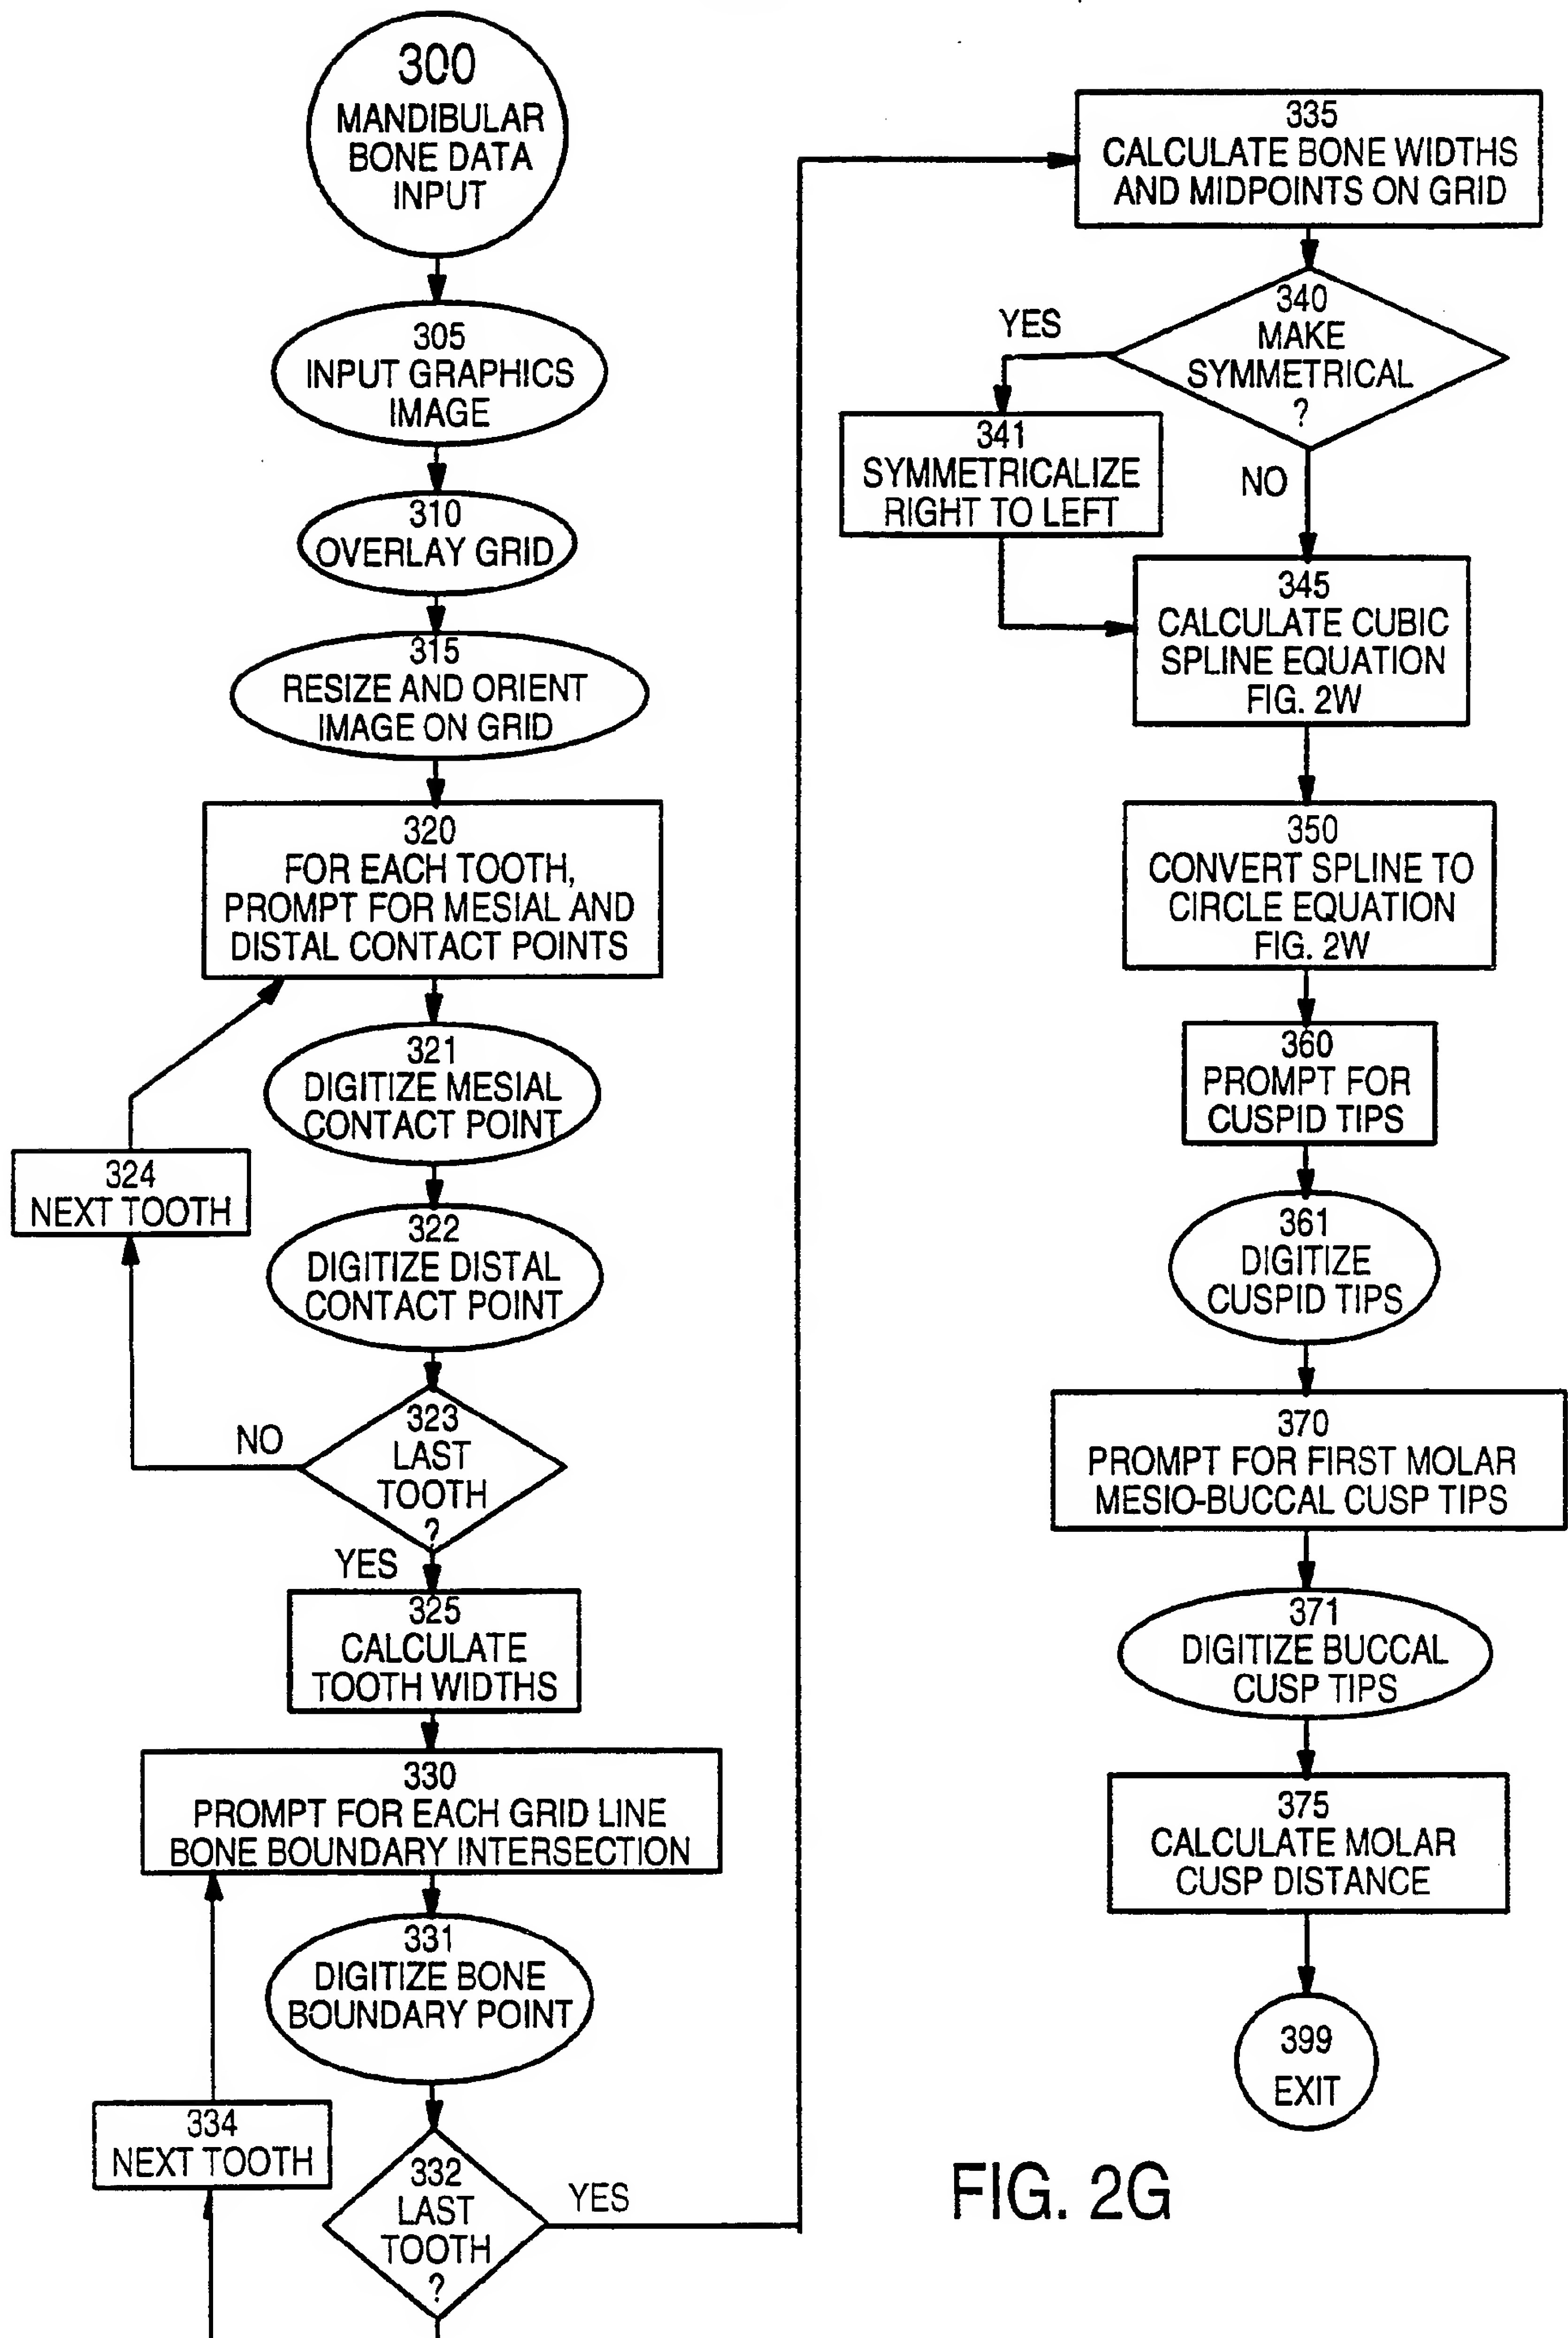 300
MANDIBULAR
BONE DATA
INPUT
305
INPUT GRAPHICS
IMAGE
310
OVERLAY GRID
315
RESIZE AND ORIENT
IMAGE ON GRID
320
FOR EACH TOOTH,
PROMPT FOR MESIAL AND
DISTAL CONTACT POINTS
321
DIGITIZE MESIAL
CONTACT POINT
324
NEXT TOOTH
322
DIGITIZE DISTAL
CONTACT POINT
323
LAST
TOOTH
?
NO
YES
325
CALCULATE
TOOTH WIDTHS
330
PROMPT FOR EACH GRID LINE
BONE BOUNDARY INTERSECTION
331
DIGITIZE BONE
BOUNDARY POINT
334
NEXT TOOTH
332
LAST
TOOTH
?
YES
335
CALCULATE BONE WIDTHS
AND MIDPOINTS ON GRID
340
MAKE
SYMMETRICAL
?
YES
341
SYMMETRICALIZE
RIGHT TO LEFT
NO
345
CALCULATE CUBIC
SPLINE EQUATION
FIG. 2W
350
CONVERT SPLINE TO
CIRCLE EQUATION
FIG. 2W
360
PROMPT FOR
CUSPID TIPS
361
DIGITIZE
CUSPID TIPS
370
PROMPT FOR FIRST MOLAR
MESIO-BUCCAL CUSP TIPS
371
DIGITIZE BUCCAL
CUSP TIPS
375
CALCULATE MOLAR
CUSP DISTANCE
399
EXIT
FIG. 2G